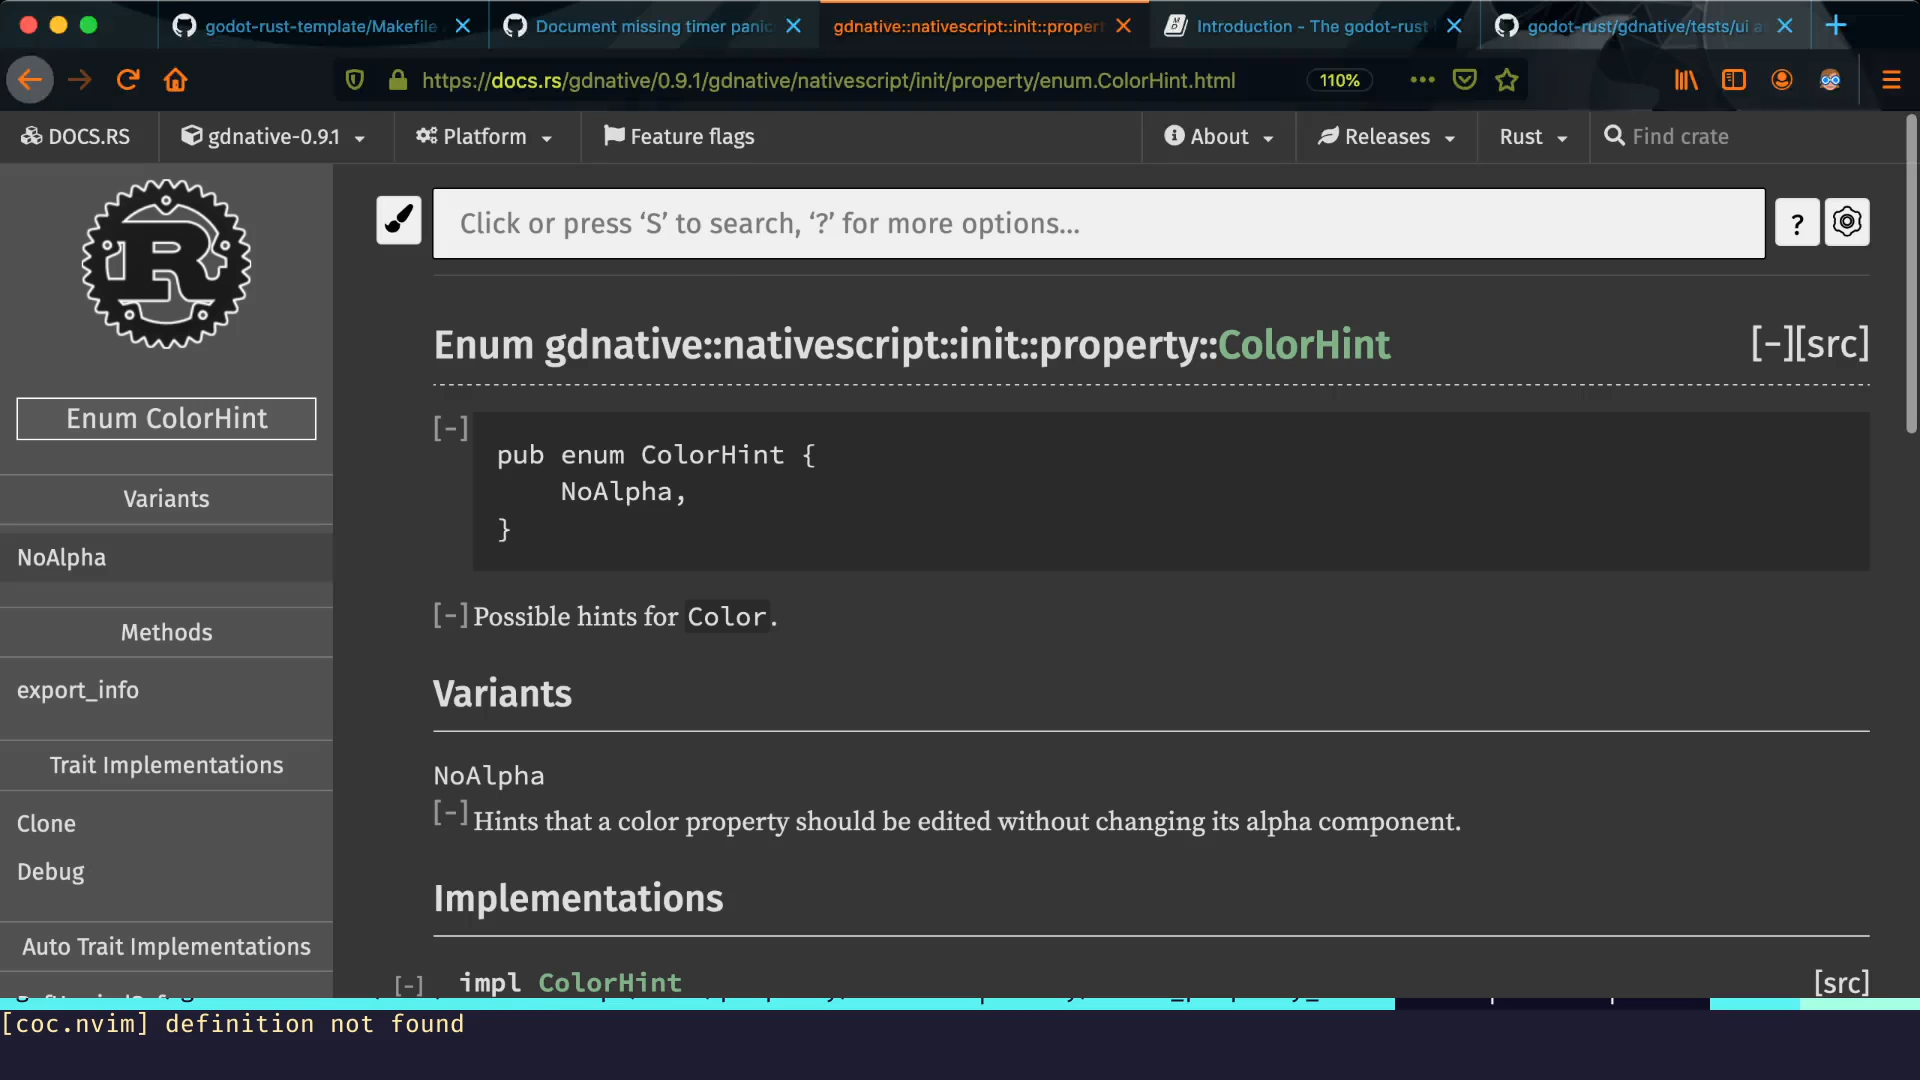 godot-rust-template/Makefile
Document missing timer panic
gdnative::nativescript::init::propert
Introduction - The godot-rust
godot-rust/gdnative/tests/ui a
https://docs.rs/gdnative/0.9.1/gdnative/nativescript/init/property/enum.ColorHint.html
110%
DOCS.RS
gdnative-0.9.1
Platform
Feature flags
About
Releases
Rust
Find crate
Click or press ‘S’ to search, ‘?’ for more options...
?
Enum gdnative::nativescript::init::property::ColorHint
[-][src]
Enum ColorHint
Variants
NoAlpha
Methods
export_info
Trait Implementations
Clone
Debug
Auto Trait Implementations
[-]
pub enum ColorHint {
NoAlpha,
}
[-] Possible hints for Color.
Variants
NoAlpha
[-] Hints that a color property should be edited without changing its alpha component.
Implementations
[-] impl ColorHint
[src]
[coc.nvim] definition not found